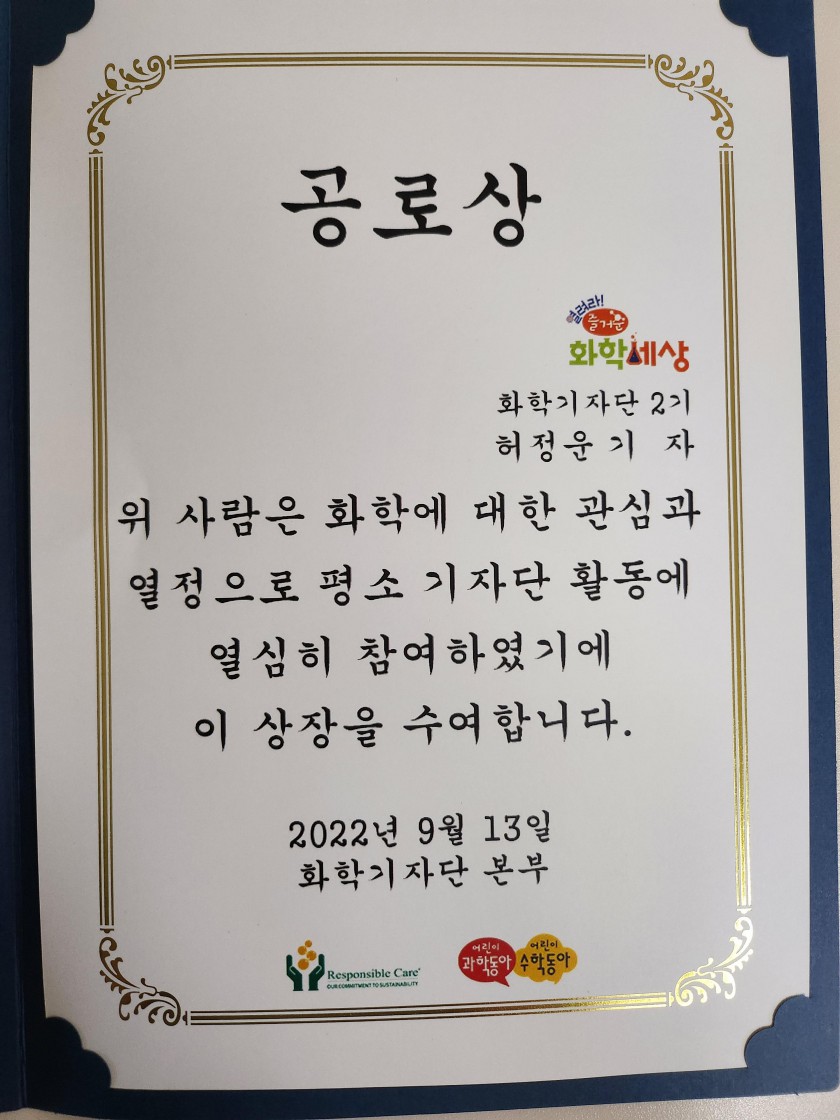 공로상
열려라!
즐거운
화학세상
화학기자단 2기
허정운 기 자
위 사람은 화학에 대한 관심과
열정으로 평소 기자단 활동에
열심히 참여하였기에
이 상장을 수여합니다.
2022년 9월 13일
화학기자단 본부
Responsible Care®
OUR COMMITMENT TO SUSTAINABILITY
어린이
과학동아
어린이
수학동아